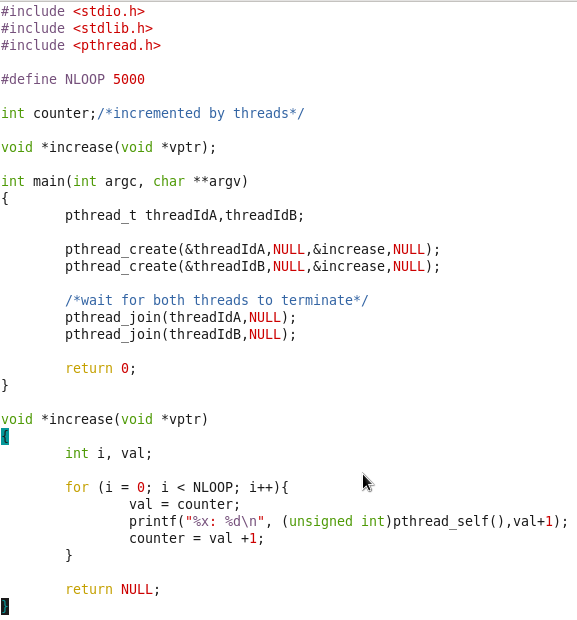 #include <stdio.h>
#include <stdlib.h>
#include <pthread.h>

#define NLOOP 5000

int counter;/*incremented by threads*/

void *increase(void *vptr);

int main(int argc, char **argv)
{
        pthread_t threadIdA,threadIdB;

        pthread_create(&threadIdA,NULL,&increase,NULL);
        pthread_create(&threadIdB,NULL,&increase,NULL);

        /*wait for both threads to terminate*/
        pthread_join(threadIdA,NULL);
        pthread_join(threadIdB,NULL);

        return 0;
}

void *increase(void *vptr)
{
        int i, val;

        for (i = 0; i < NLOOP; i++){
                val = counter;
                printf("%x: %d\n", (unsigned int)pthread_self(),val+1);
                counter = val +1;
        }

        return NULL;
}